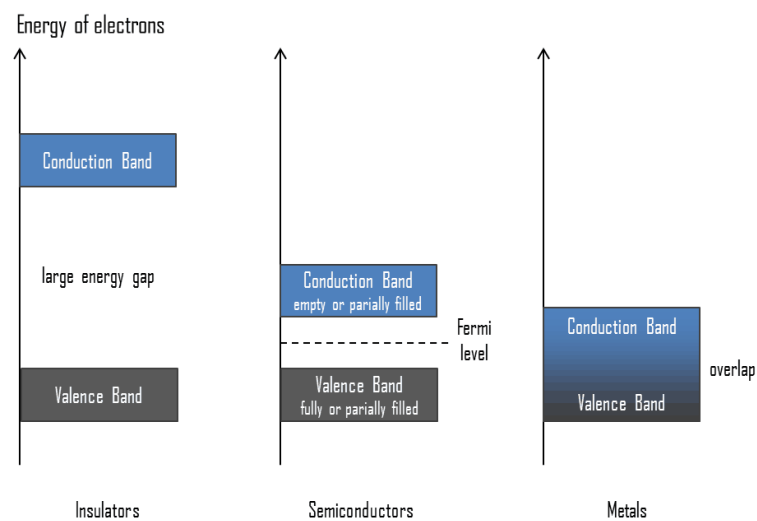 Energy of electrons
Conduction Band
large energy gap
Valence Band
Insulators
Conduction Band
empty or parially filled
Fermi
level
Valence Band
fully or partially filled
Semiconductors
Conduction Band
Valence Band
overlap
Metals